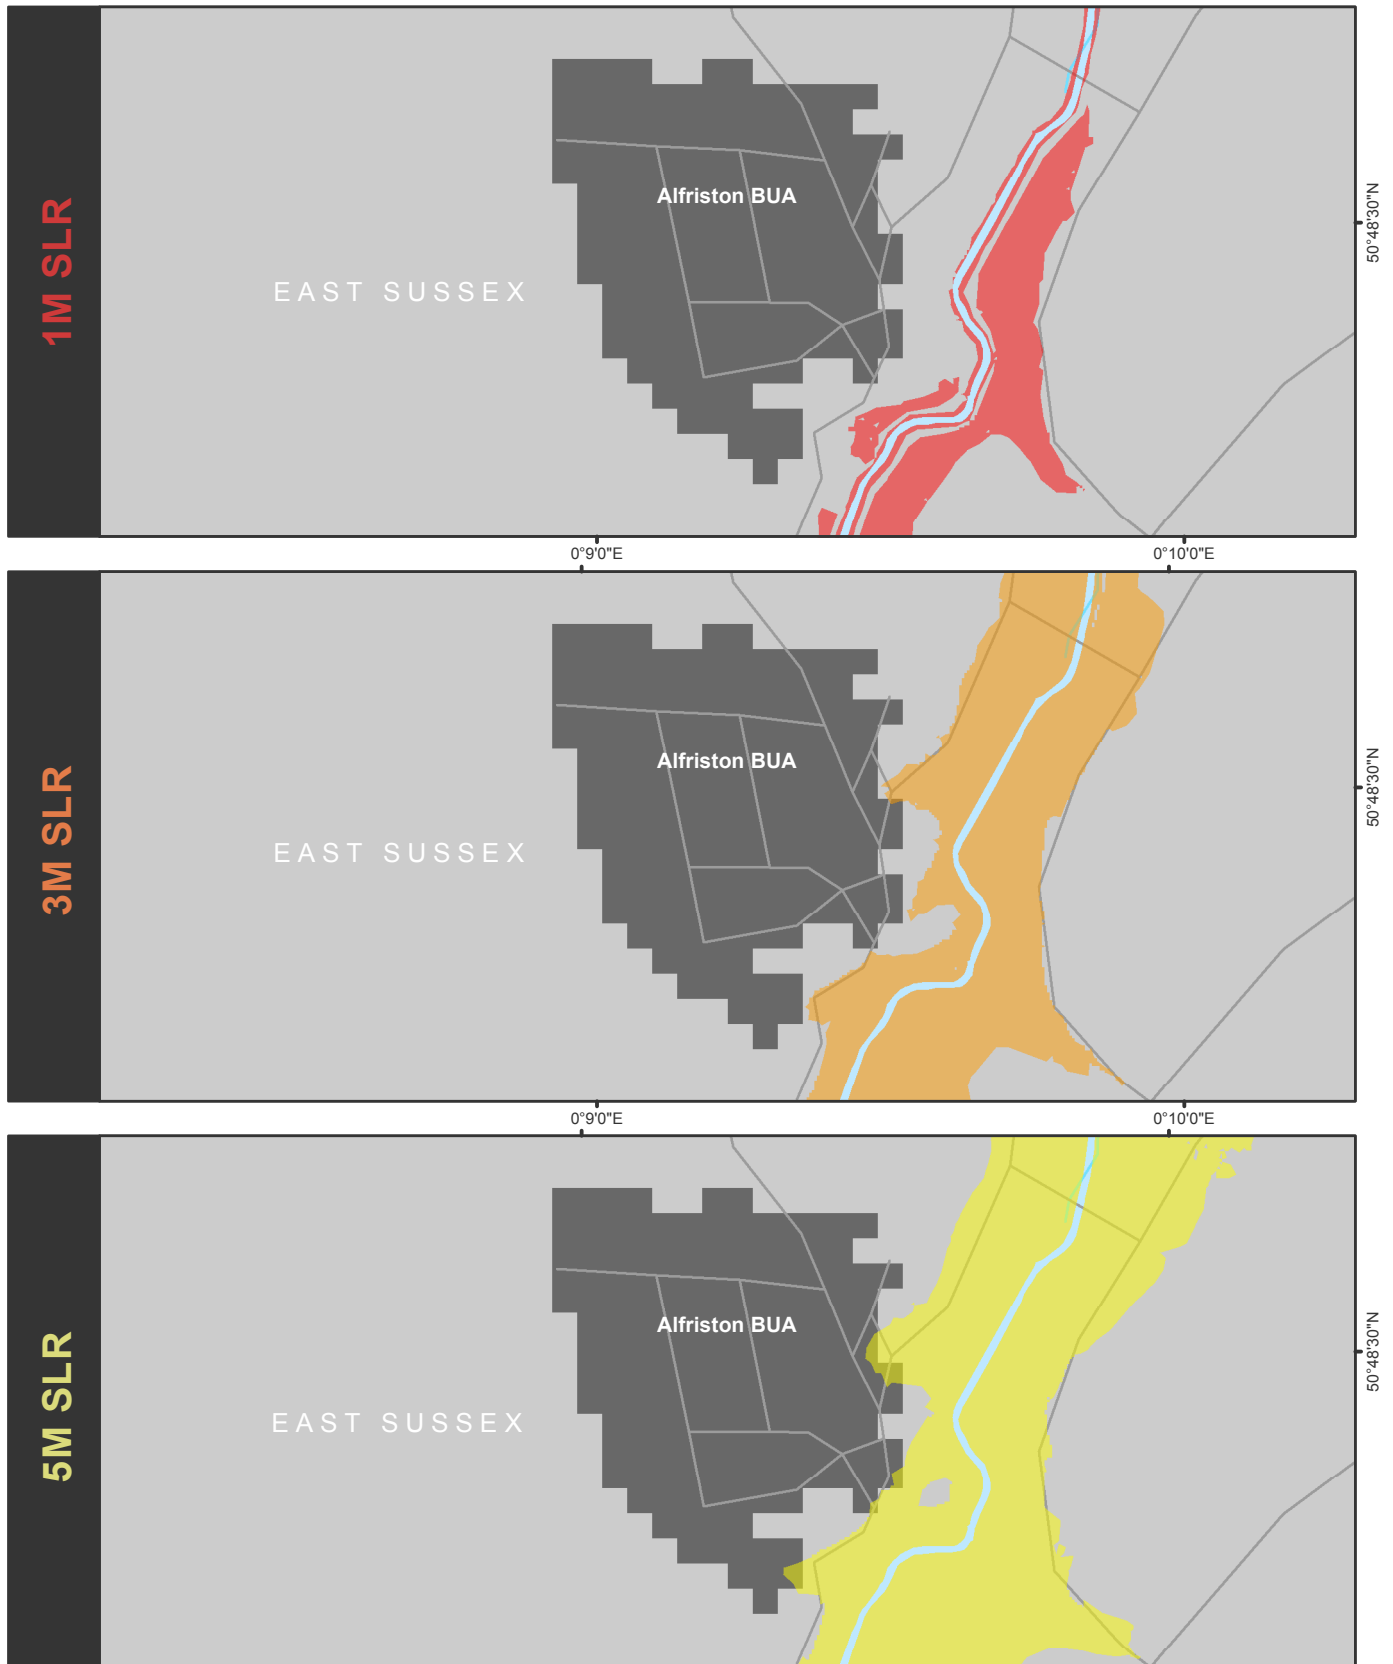 1M SLR
Alfriston BUA
EAST SUSSEX
50°48'30"N
0°9'0"E
0°10'0"E
3M SLR
Alfriston BUA
EAST SUSSEX
50°48'30"N
0°9'0"E
0°10'0"E
5M SLR
Alfriston BUA
EAST SUSSEX
50°48'30"N